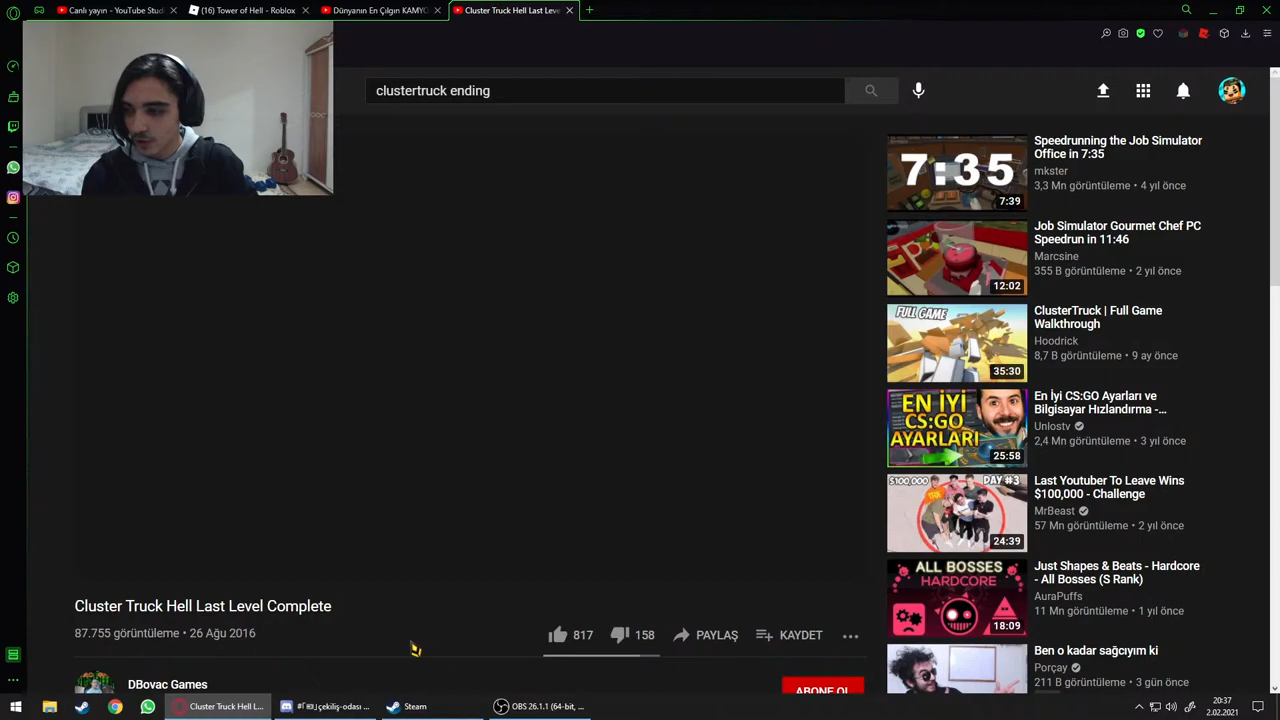 Canlı yayın - YouTube Studi
(16) Tower of Hell - Roblox
Dünyanın En Çılgın KAMYO
Cluster Truck Hell Last Leve
clustertruck ending
7:35
7:39
Speedrunning the Job Simulator
Office in 7:35
mkster
3,3 Mn görüntüleme • 4 yıl önce
12:02
Job Simulator Gourmet Chef PC
Speedrun in 11:46
Marcsine
355 B görüntüleme • 2 yıl önce
FULL GAME
35:30
ClusterTruck | Full Game
Walkthrough
Hoodrick
8,7 B görüntüleme • 9 ay önce
EN İYİ
CS:GO
AYARLARI
25:58
En İyi CS:GO Ayarları ve
Bilgisayar Hızlandırma -...
Unlostv
2,4 Mn görüntüleme • 3 yıl önce
$100,000
DAY #3
24:39
Last Youtuber To Leave Wins
$100,000 - Challenge
MrBeast
57 Mn görüntüleme • 2 yıl önce
ALL BOSSES
HARDCORE
18:09
Just Shapes & Beats - Hardcore
- All Bosses (S Rank)
AuraPuffs
11 Mn görüntüleme • 1 yıl önce
Ben o kadar sağcıyım ki
Porçay
211 B görüntüleme • 3 gün önce
Cluster Truck Hell Last Level Complete
87.755 görüntüleme • 26 Ağu 2016
817
158
PAYLAŞ
KAYDET
DBovac Games
ABONE OL
Cluster Truck Hell L...
çekiliş-odası ...
Steam
OBS 26.1.1 (64-bit, ...
20:37
2.02.2021